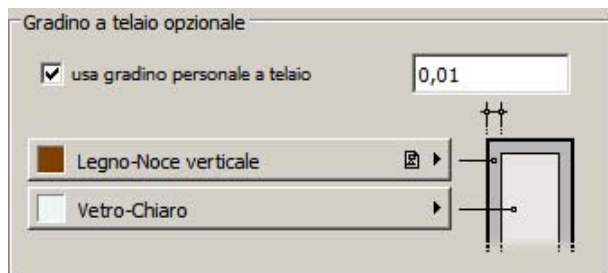 Gradino a telaio opzionale
usa gradino personale a telaio
0,01
Legno-Noce verticale
Vetro-Chiaro